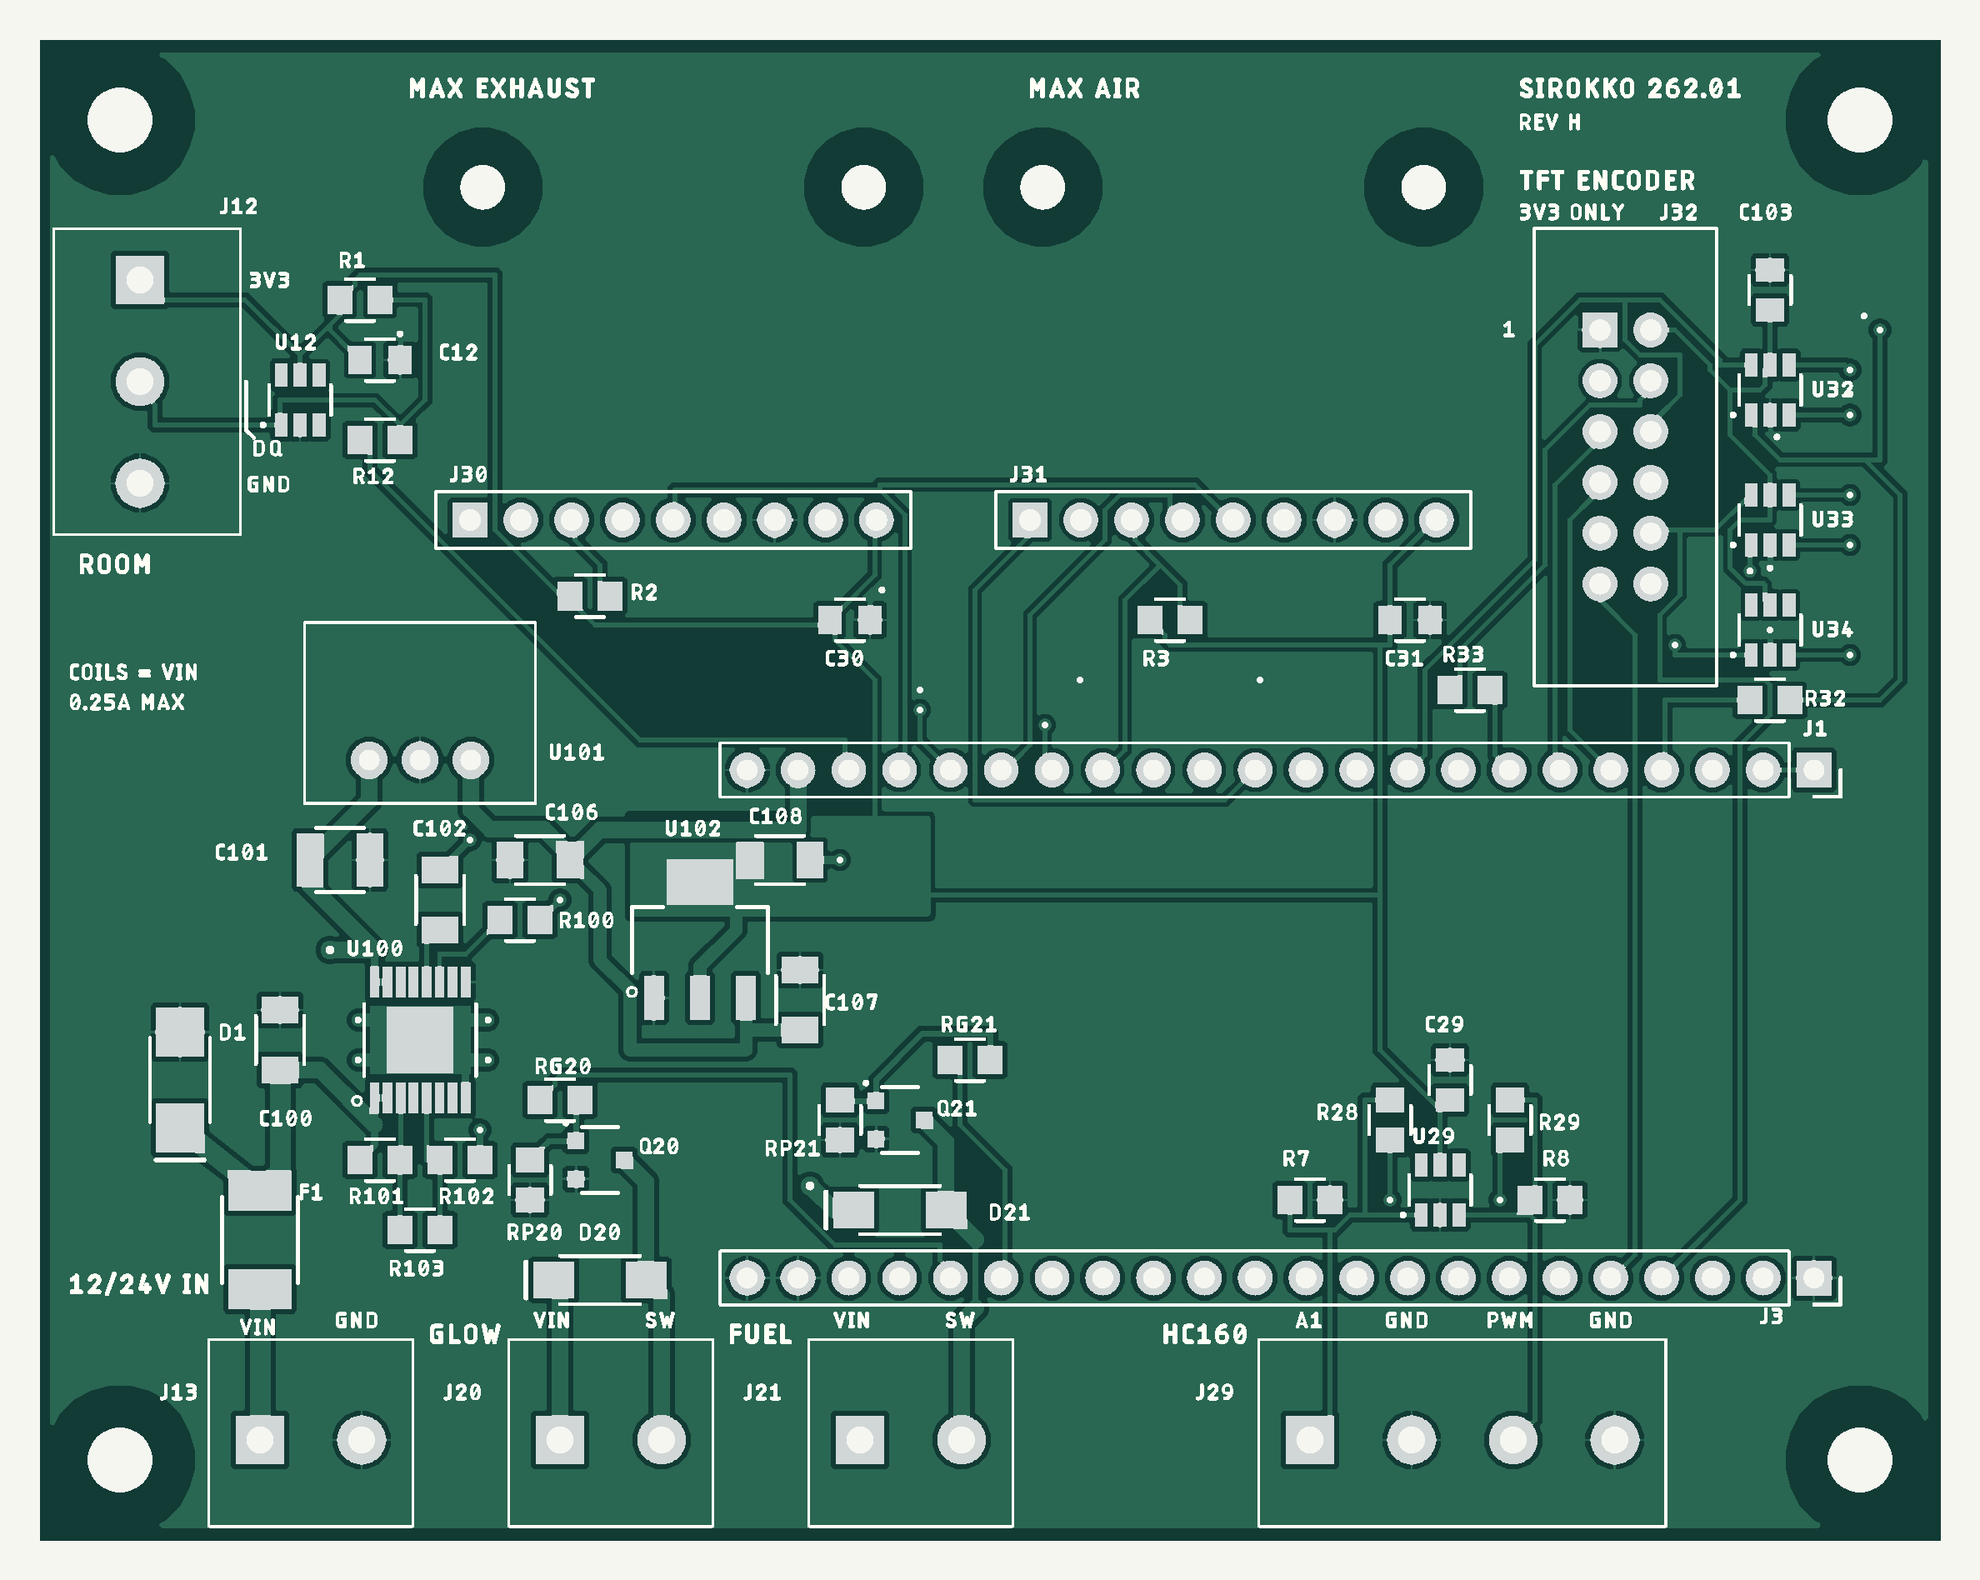 MAX EXHAUST
MAX AIR
SIROKKO 262.01
REV H
TFT ENCODER
3V3 ONLY
J32
C103
J12
R1
3V3
U12
C12
DQ
GND
R12
ROOM
J30
J31
1
U32
U33
U34
R2
C30
R3
C31
R33
R32
J1
COILS = VIN
0.25A MAX
U101
C106
C102
U102
C108
C101
R100
U100
C107
D1
C100
RG20
RG21
Q21
RP21
Q20
C29
R28
R29
U29
R7
R8
R101
R102
F1
RP20
D20
D21
R103
12/24V IN
VIN
GND
GLOW
VIN
SW
FUEL
VIN
SW
HC160
A1
GND
PWM
GND
J3
J13
J20
J21
J29